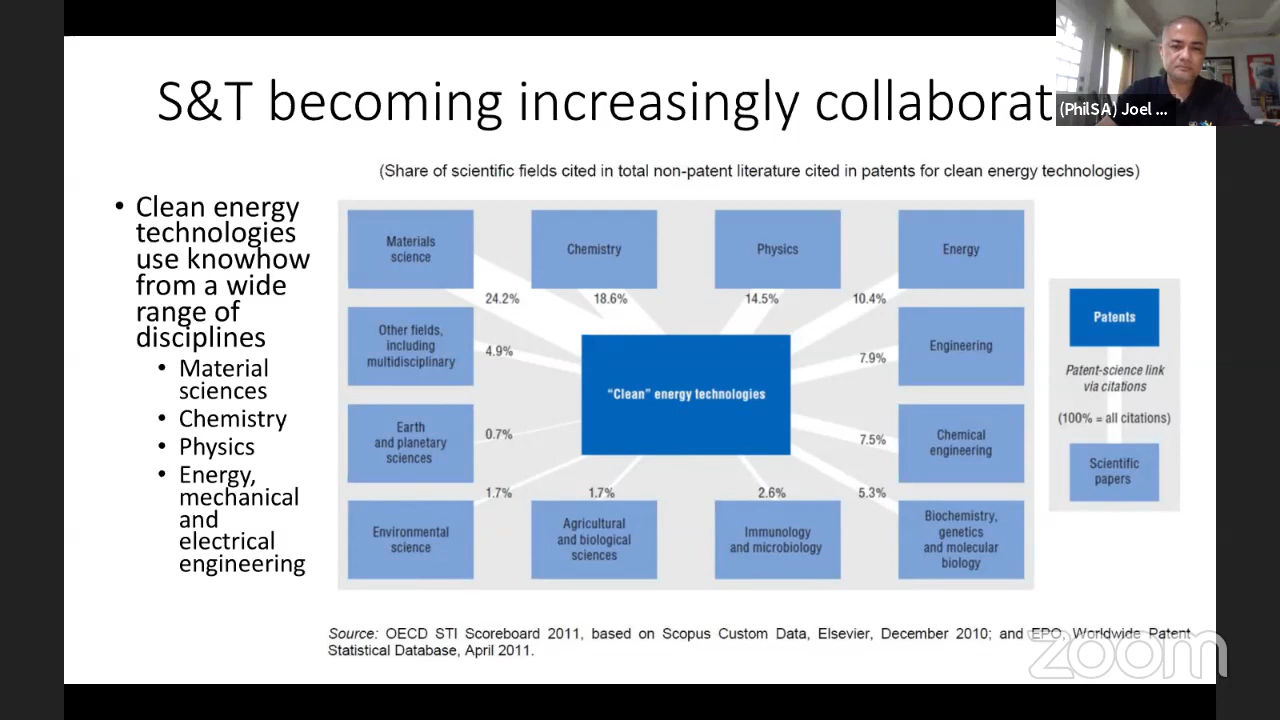 S&T becoming increasingly collaborat
(PhilSA) Joel ...
(Share of scientific fields cited in total non-patent literature cited in patents for clean energy technologies)
• Clean energy
technologies
use knowhow
from a wide
range of
disciplines
• Material
sciences
• Chemistry
• Physics
• Energy,
mechanical
and
electrical
engineering
Materials
science
Chemistry
Physics
Energy
24.2%
18.6%
14.5%
10.4%
Other fields,
including
multidisciplinary
4.9%
"Clean" energy technologies
7.9%
Engineering
Earth
and planetary
sciences
0.7%
7.5%
Chemical
engineering
1.7%
1.7%
2.6%
5.3%
Environmental
science
Agricultural
and biological
sciences
Immunology
and microbiology
Biochemistry,
genetics
and molecular
biology
Patents
Patent-science link
via citations
(100% = all citations)
Scientific
papers
Source: OECD STI Scoreboard 2011, based on Scopus Custom Data, Elsevier, December 2010; and EPO, Worldwide Patent
Statistical Database, April 2011.
zoom